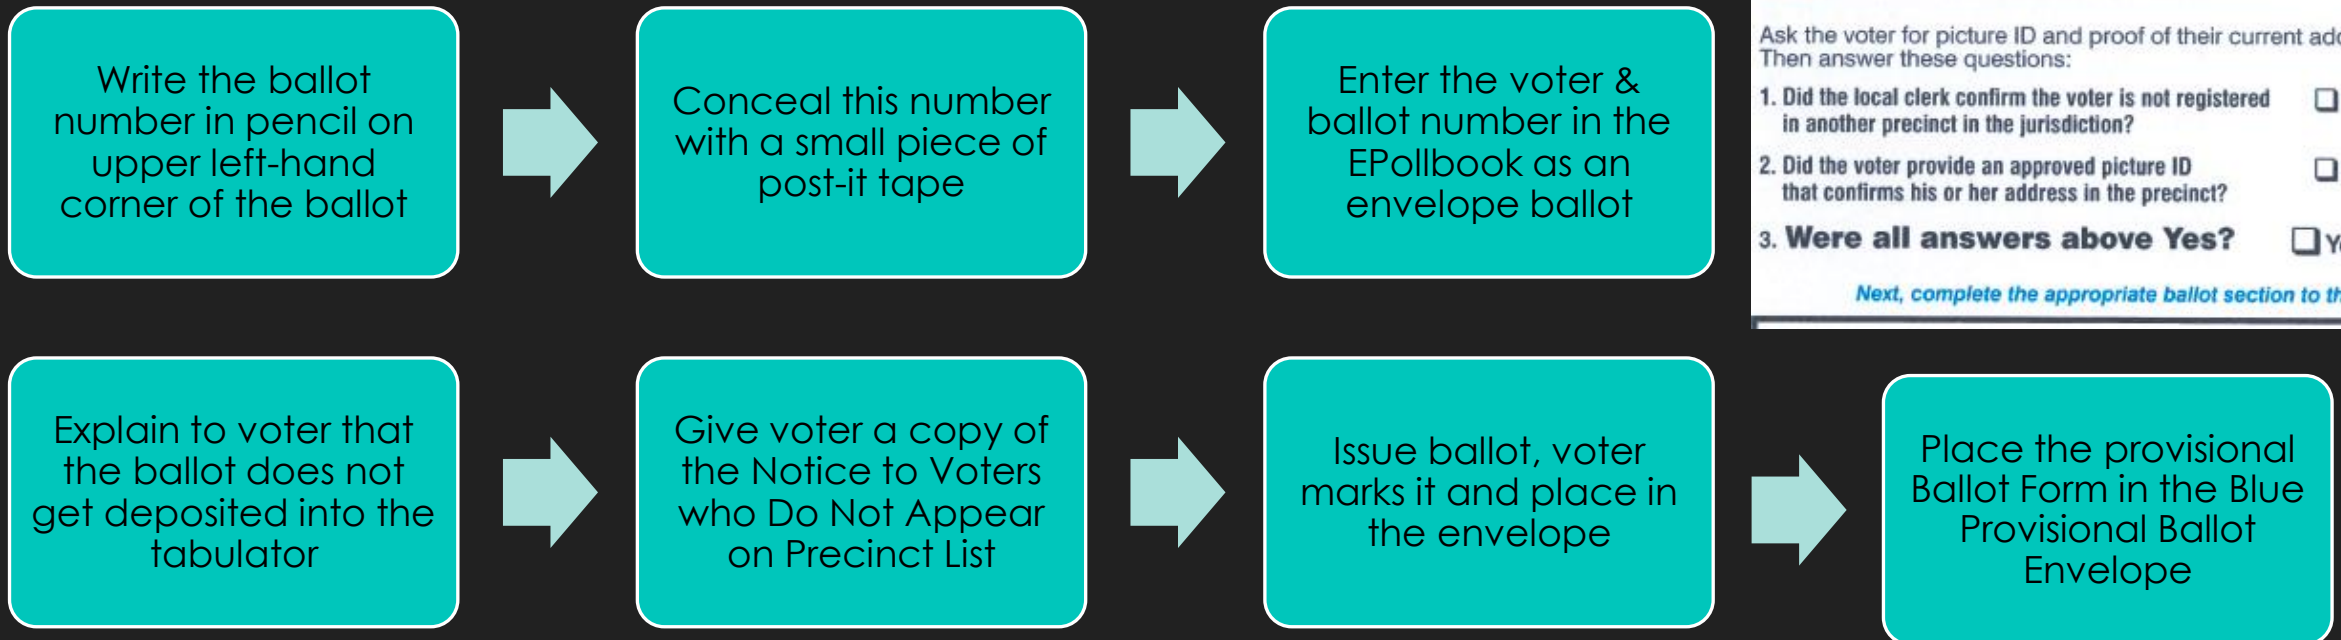 Write the ballot
number in pencil on
upper left-hand
corner of the ballot
Conceal this number
with a small piece of
post-it tape
Enter the voter &
ballot number in the
EPollbook as an
envelope ballot
Ask the voter for picture ID and proof of their current
Then answer these questions:
1. Did the local clerk confirm the voter is not registered
in another precinct in the jurisdiction?
2. Did the voter provide an approved picture ID
that confirms his or her address in the precinct?
3. Were all answers above Yes?
Next, complete the appropriate ballot section to
Explain to voter that
the ballot does not
get deposited into the
tabulator
Give voter a copy of
the Notice to Voters
who Do Not Appear
on Precinct List
Issue ballot, voter
marks it and place in
the envelope
Place the provisional
Ballot Form in the Blue
Provisional Ballot
Envelope